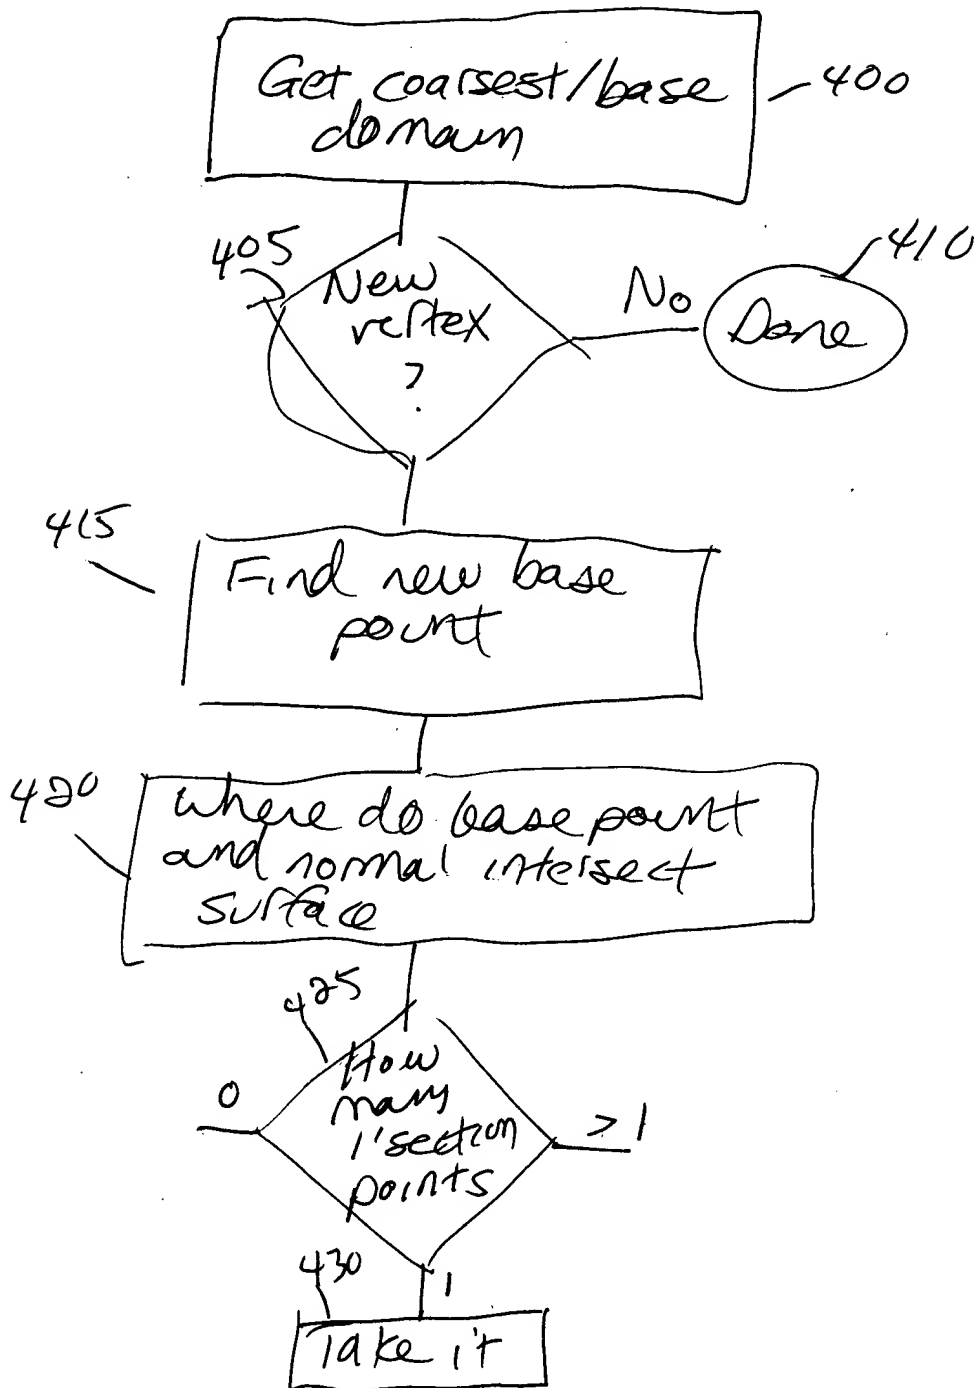 Get coarsest/base
domain
400
405
New
vertex
?
No
410
Done
415
Find new base
point
420
where do base point
and normal intersect
surface
425
How
many
i'section
points
0
>1
1
430
Take it